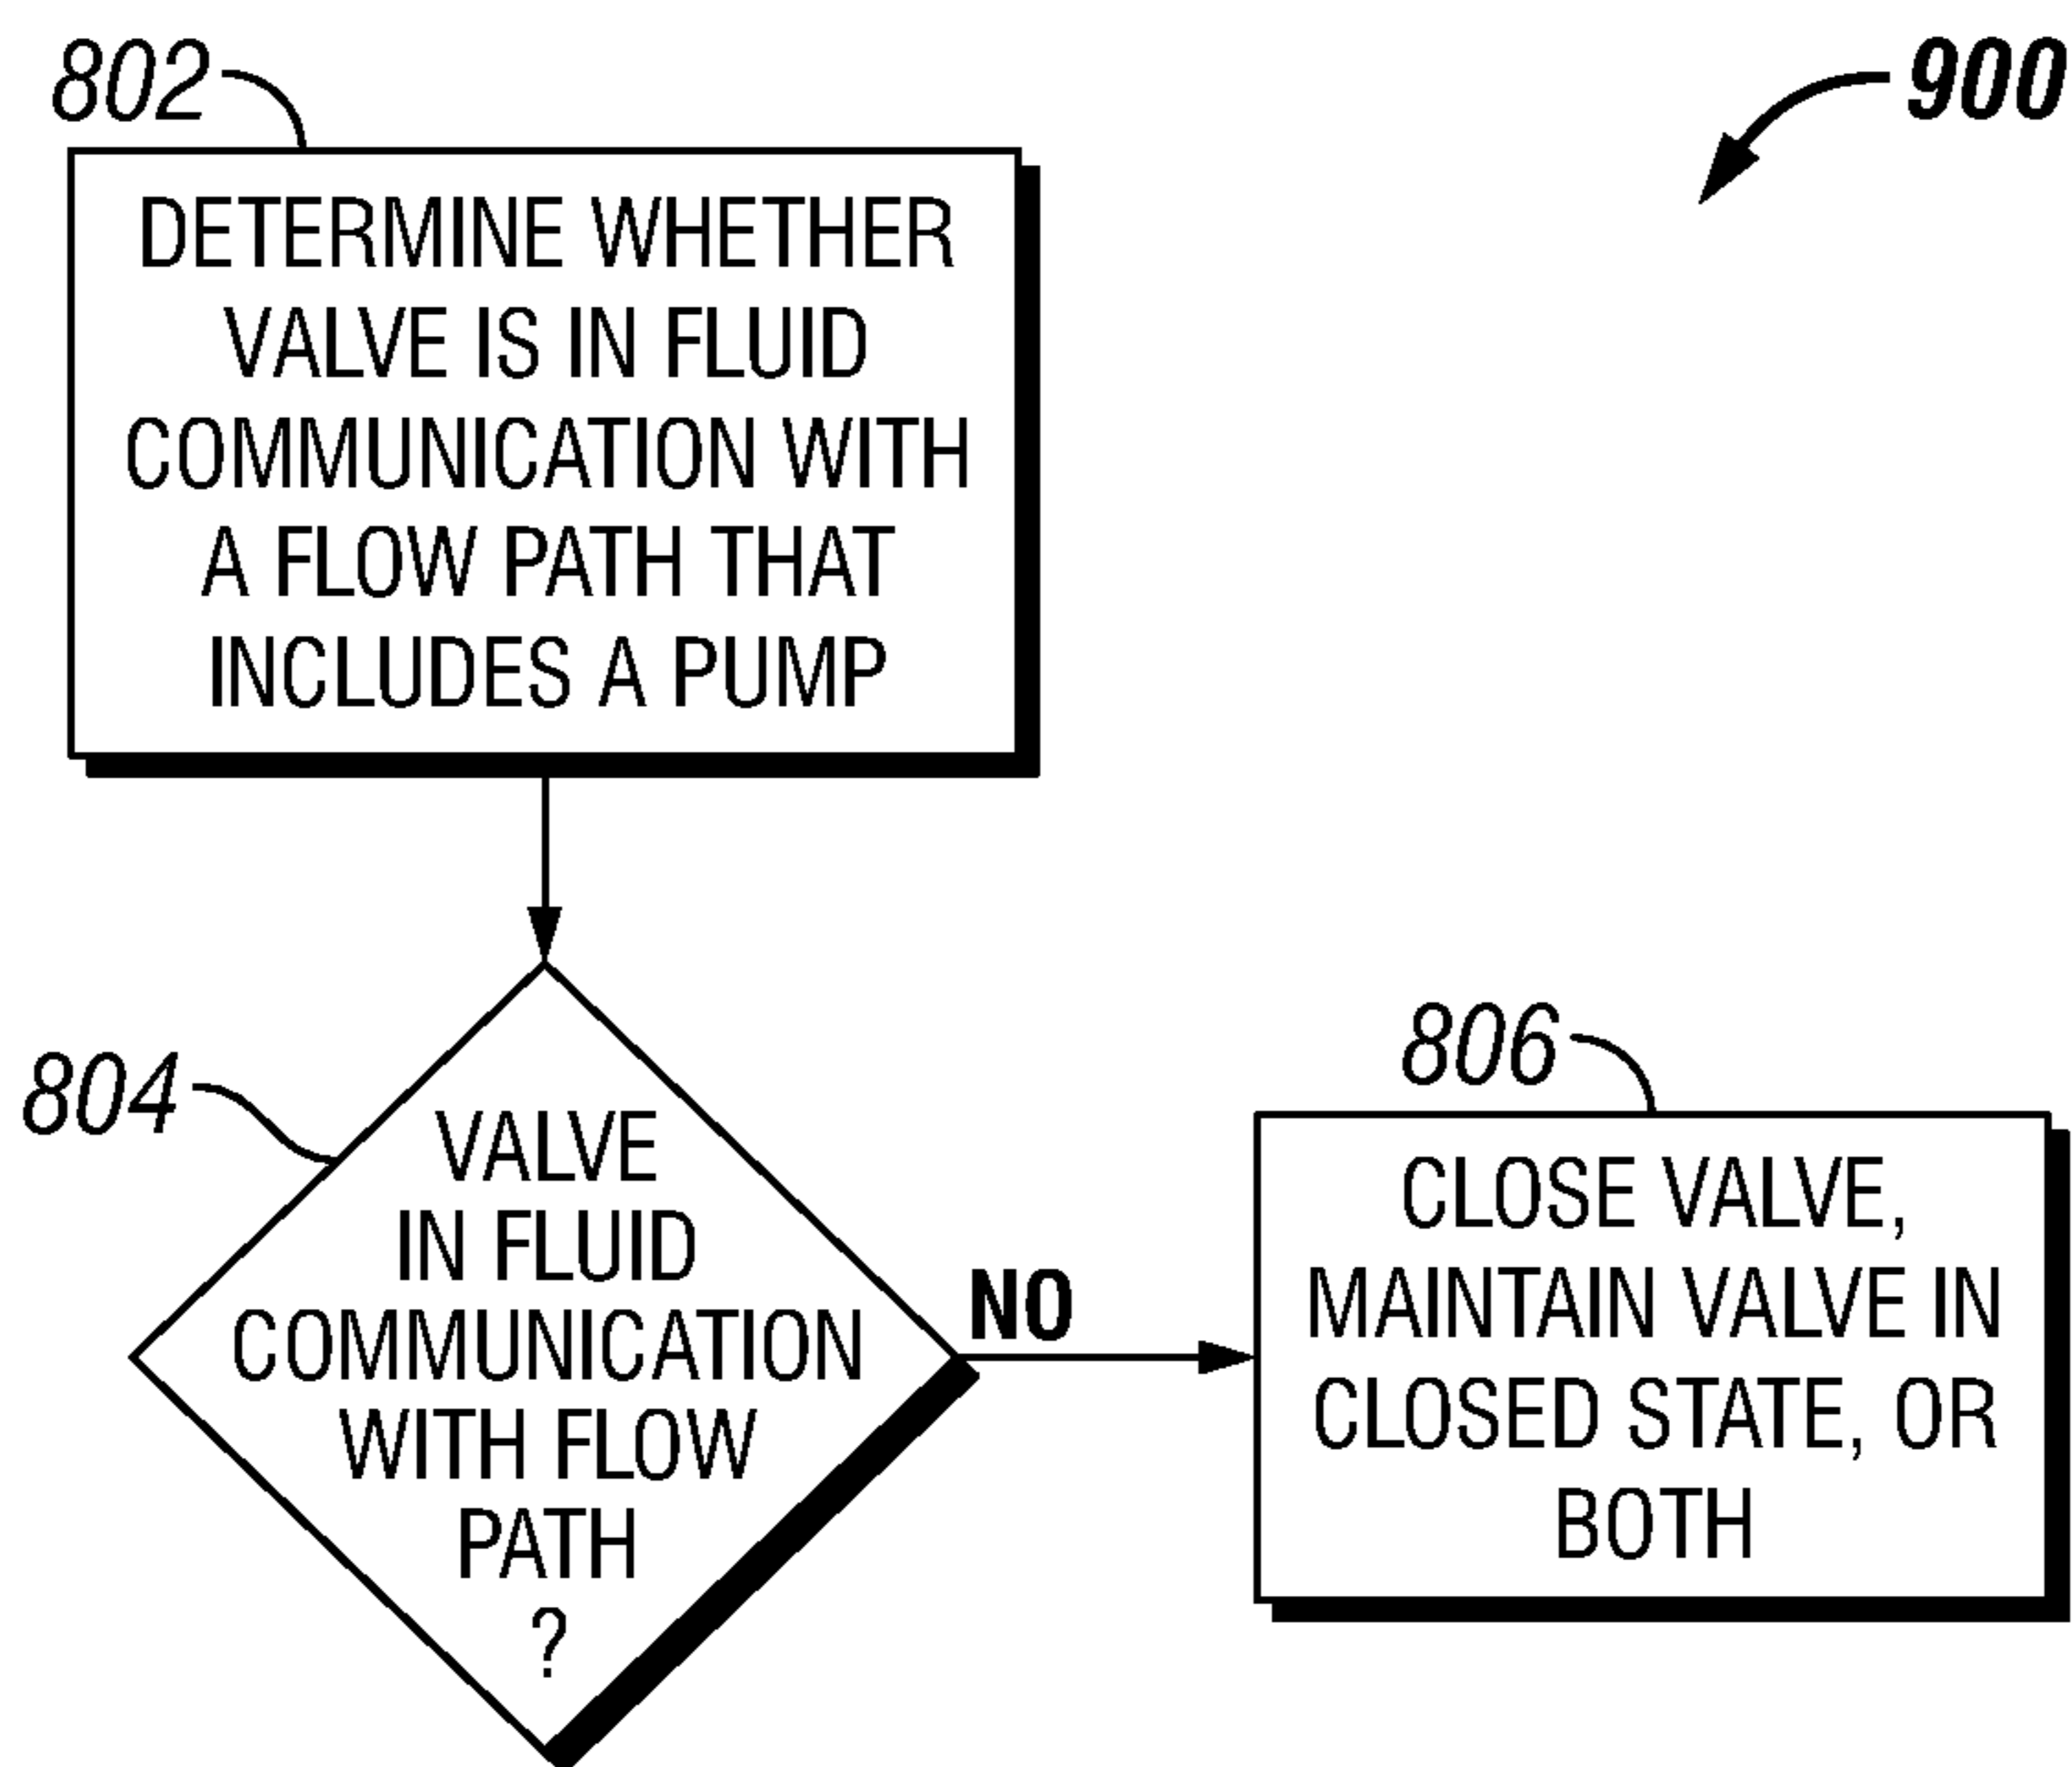 802
900
DETERMINE WHETHER
VALVE IS IN FLUID
COMMUNICATION WITH
A FLOW PATH THAT
INCLUDES A PUMP
804
VALVE
IN FLUID
COMMUNICATION
WITH FLOW
PATH
?
NO
806
CLOSE VALVE,
MAINTAIN VALVE IN
CLOSED STATE, OR
BOTH